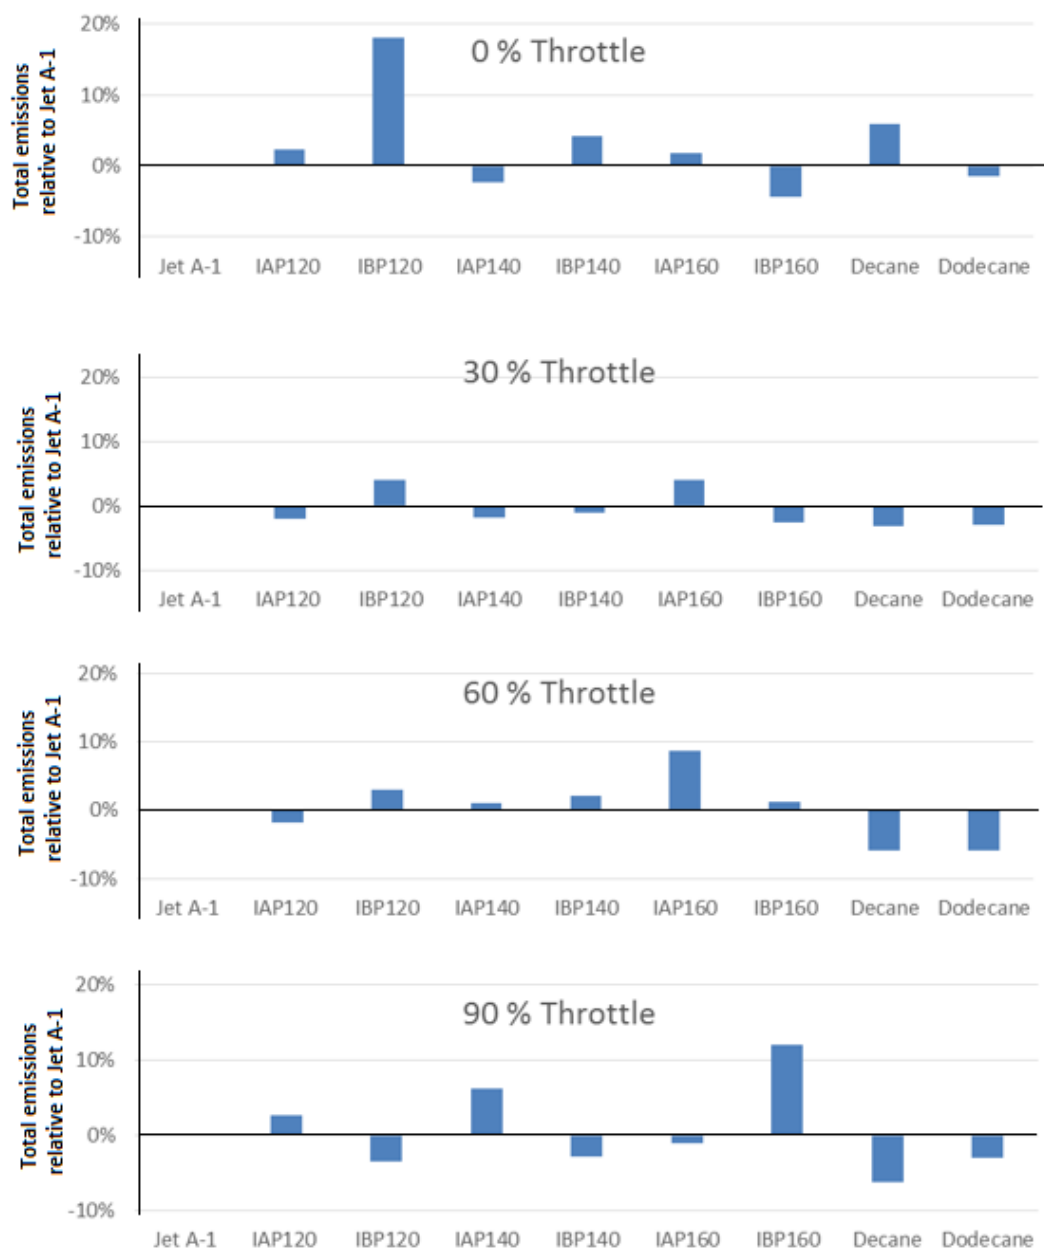 20%
0 % Throttle
10%
0%
-10%
Total emissions
relative to Jet A-1
Jet A-1 IAP120 IBP120 IAP140 IBP140 IAP160 IBP160 Decane Dodecane
30 % Throttle
20%
10%
0%
-10%
Total emissions
relative to Jet A-1
Jet A-1 IAP120 IBP120 IAP140 IBP140 IAP160 IBP160 Decane Dodecane
20%
60 % Throttle
10%
0%
-10%
Total emissions
relative to Jet A-1
Jet A-1 IAP120 IBP120 IAP140 IBP140 IAP160 IBP160 Decane Dodecane
20%
90 % Throttle
10%
0%
-10%
Total emissions
relative to Jet A-1
Jet A-1 IAP120 IBP120 IAP140 IBP140 IAP160 IBP160 Decane Dodecane